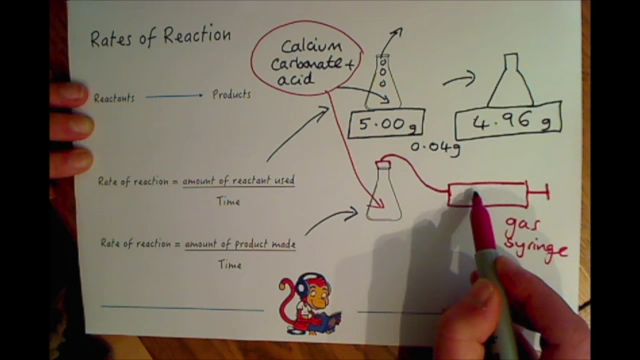 Rates of Reaction
Calcium
carbonate +
acid
Reactants
Products
5.00g
4.96g
0.04g
Rate of reaction = amount of reactant used
Time
gas
syringe
Rate of reaction = amount of product made
Time